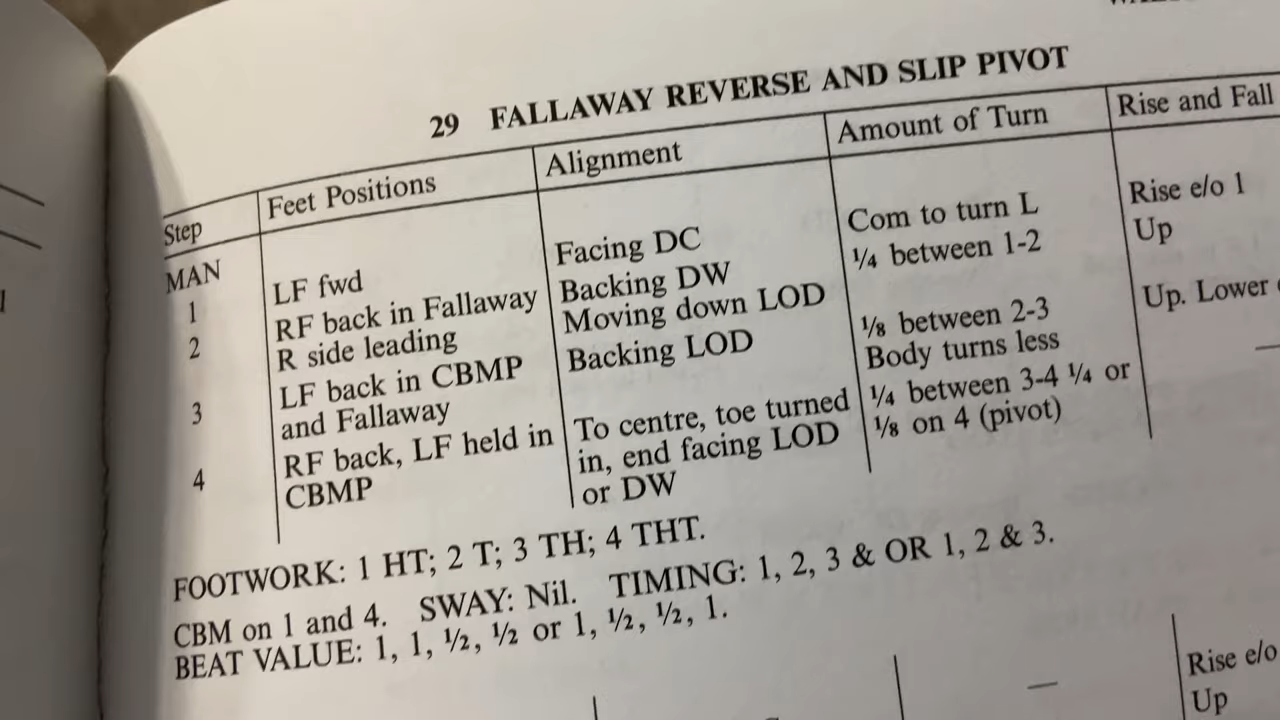 29 FALLAWAY REVERSE AND SLIP PIVOT
Step Feet Positions Alignment Amount of Turn Rise and Fall
MAN
1 LF fwd Facing DC Com to turn L Rise e/o 1
2 RF back in Fallaway Backing DW ¼ between 1-2 Up
R side leading Moving down LOD
3 LF back in CBMP Backing LOD ⅛ between 2-3 Up. Lower
and Fallaway Body turns less
4 RF back, LF held in To centre, toe turned ¼ between 3-4 ¼ or
CBMP in, end facing LOD ⅛ on 4 (pivot)
or DW
FOOTWORK: 1 HT; 2 T; 3 TH; 4 THT.
CBM on 1 and 4. SWAY: Nil. TIMING: 1, 2, 3 & OR 1, 2 & 3.
BEAT VALUE: 1, 1, ½, ½ or 1, ½, ½, 1.
— Rise e/o
Up